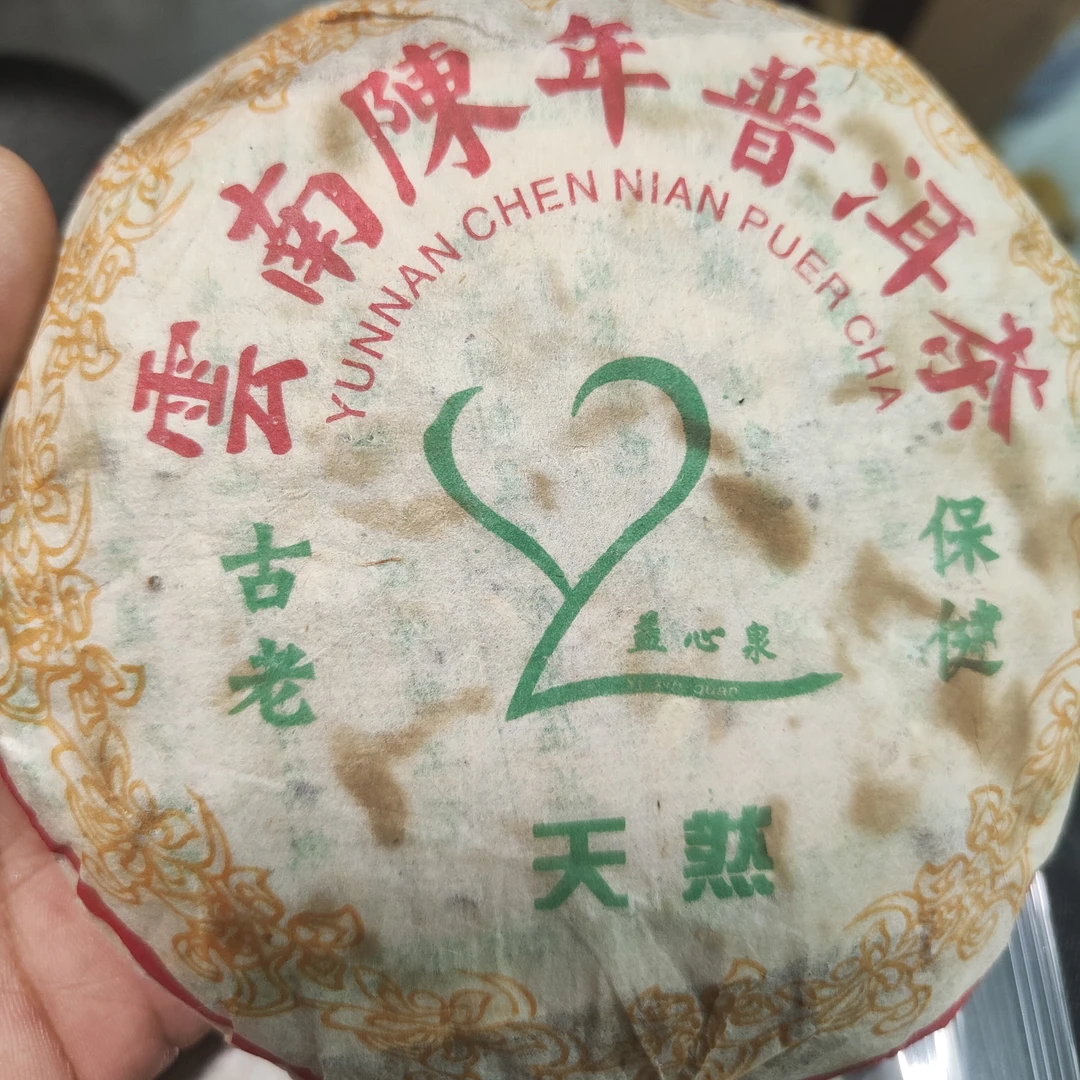 雲南陳年普洱茶
YUNNAN CHEN NIAN PUER CHA
古老
保健
益心泉
quan
天然